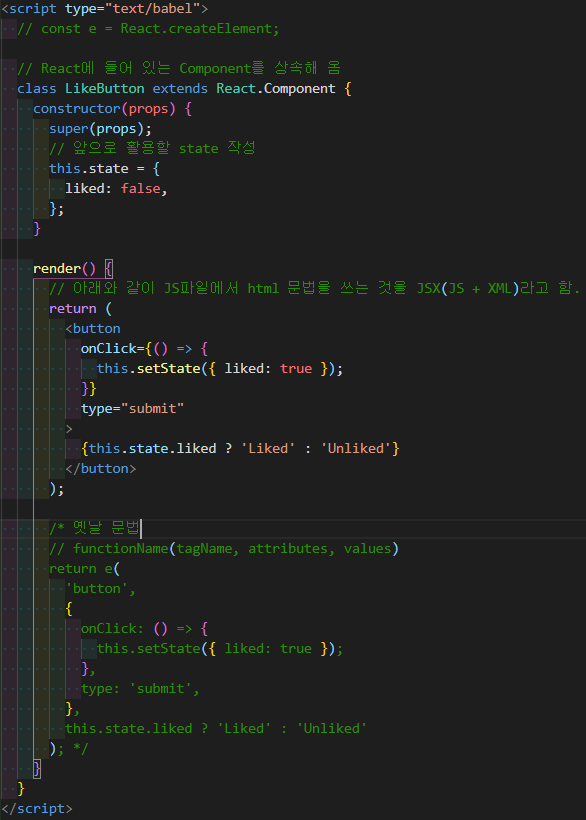 <script type="text/babel">
// const e = React.createElement;
// React에 들어 있는 Component를 상속해 옴
class LikeButton extends React.Component {
constructor(props) {
super(props);
// 앞으로 활용할 state 작성
this.state = {
liked: false,
};
}
render() {
// 아래와 같이 JS파일에서 html 문법을 쓰는 것을 JSX(JS + XML)라고 함.
return (
<button
onClick={() => {
this.setState({ liked: true });
}}
type="submit"
>
{this.state.liked ? 'Liked' : 'Unliked'}
</button>
);
/* 옛날 문법
// functionName(tagName, attributes, values)
return e(
'button',
{
onClick: () => {
this.setState({ liked: true });
},
type: 'submit',
},
this.state.liked ? 'Liked' : 'Unliked'
); */
}
}
</script>